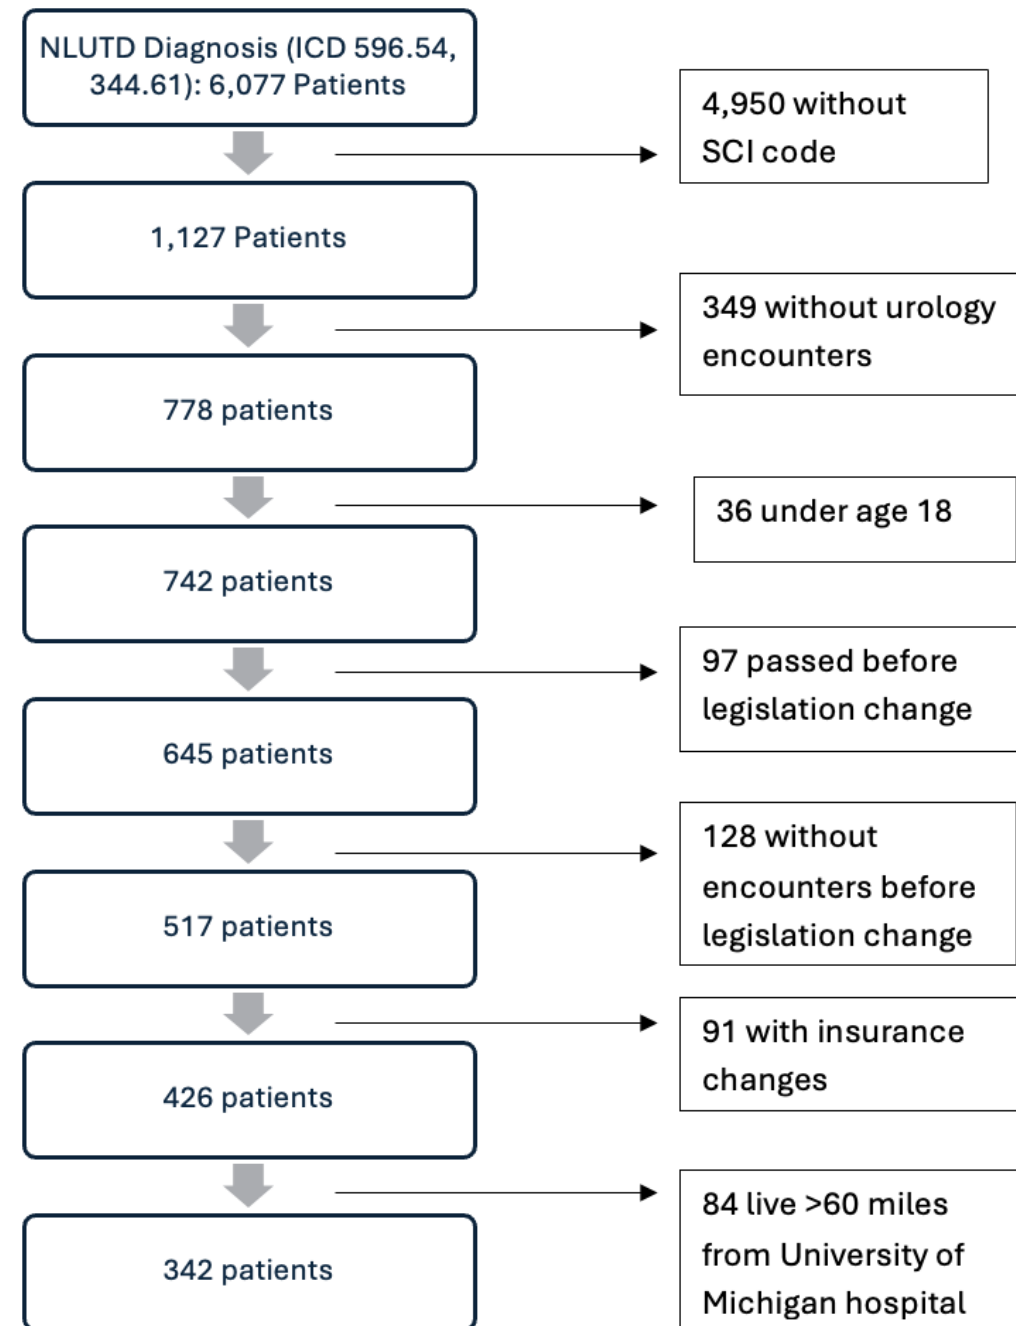 NLUTD Diagnosis (ICD 596.54,
344.61): 6,077 Patients
4,950 without
SCI code
1,127 Patients
349 without urology
encounters
778 patients
36 under age 18
742 patients
97 passed before
legislation change
645 patients
128 without
encounters before
legislation change
517 patients
91 with insurance
changes
426 patients
84 live >60 miles
from University of
Michigan hospital
342 patients